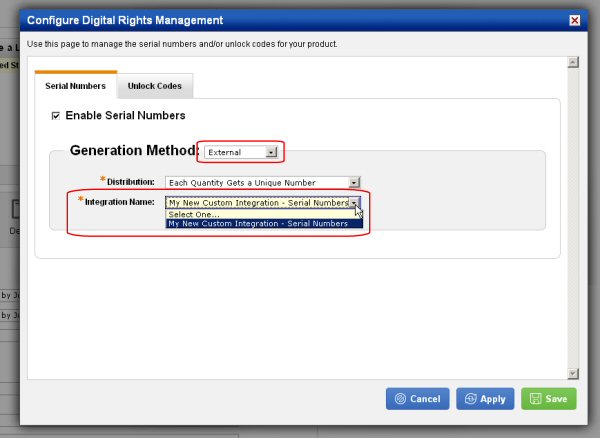 Configure Digital Rights Management
Use this page to manage the serial numbers and/or unlock codes for your product.
Serial Numbers
Unlock Codes
Enable Serial Numbers
Generation Method:
External
*Distribution:
Each Quantity Gets a Unique Number
*Integration Name:
My New Custom Integration - Serial Numbers
Select One...
My New Custom Integration - Serial Numbers
Cancel
Apply
Save
e a L
ed St
De
by Ju
by Ju